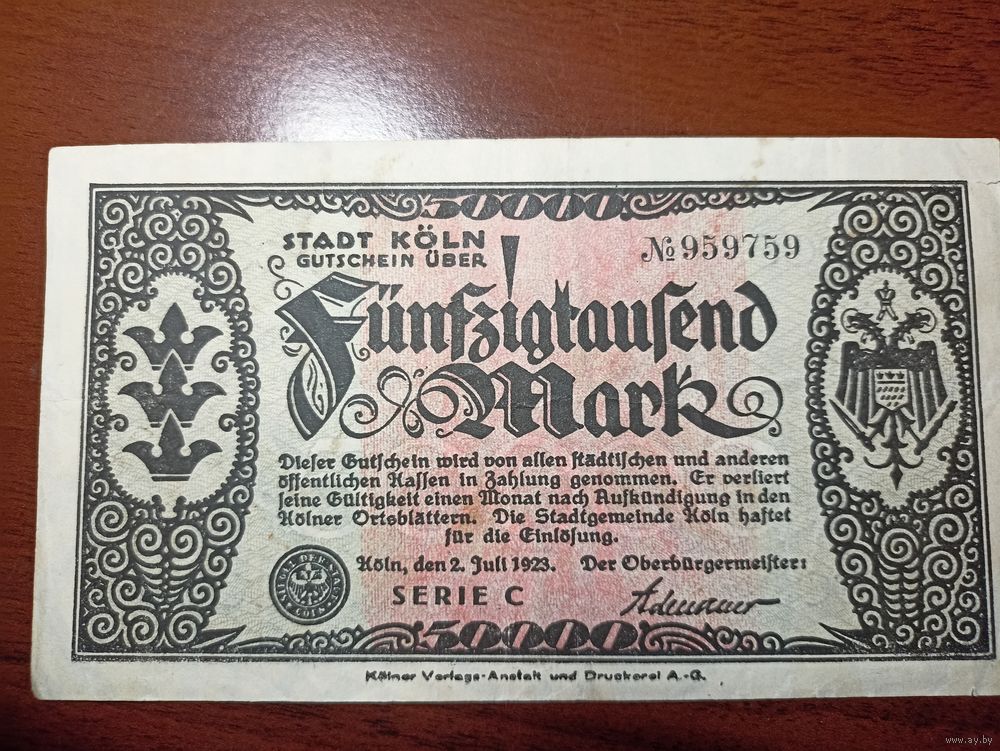 50000
STADT KÖLN
GUTSCHEIN ÜBER
№ 959759
Fünfzigtausend
Mark
Dieser Gutschein wird von allen städtischen und anderen
öffentlichen Kassen in Zahlung genommen. Er verliert
seine Gültigkeit einen Monat nach Aufkündigung in den
Kölner Ortsblättern. Die Stadtgemeinde Köln haftet
für die Einlösung.
Köln, den 2. Juli 1923. Der Oberbürgermeister:
SERIE C
50000
Kölner Verlags-Anstalt und Druckerei A.-G.
www.ay.by